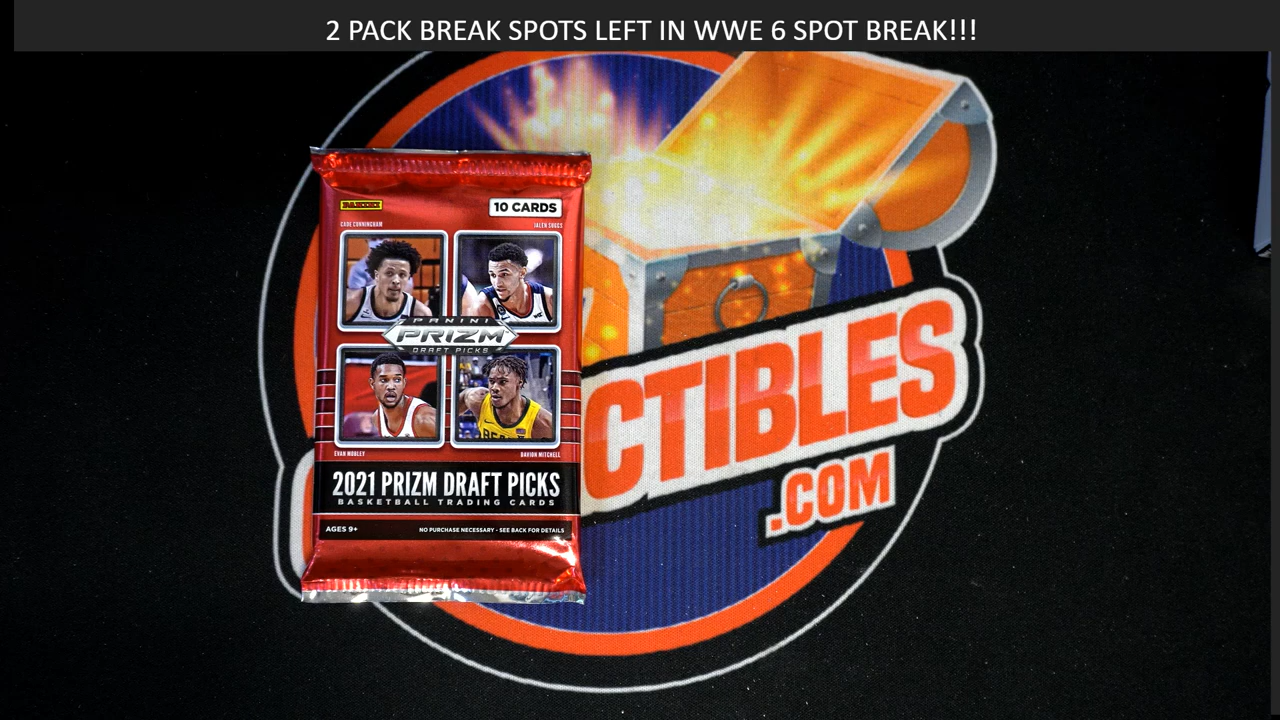 2 PACK BREAK SPOTS LEFT IN WWE 6 SPOT BREAK!!!
PANINI
10 CARDS
CADE CUNNINGHAM
JALEN SUGGS
PANINI
PRIZM
DRAFT PICKS
EVAN MOBLEY
DAVION MITCHELL
2021 PRIZM DRAFT PICKS
BASKETBALL TRADING CARDS
AGES 9+
NO PURCHASE NECESSARY - SEE BACK FOR DETAILS
CTIBLES
.COM